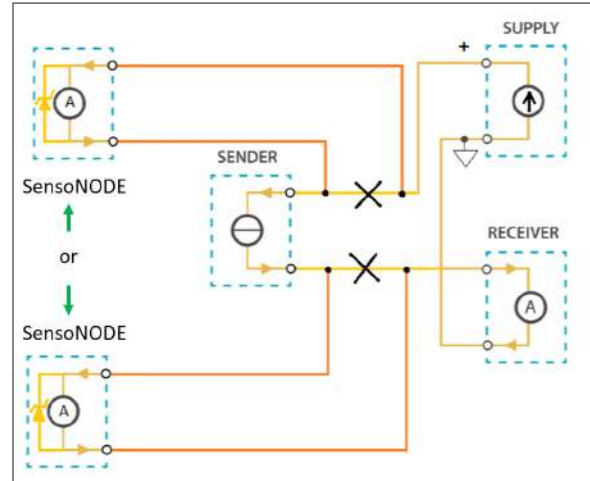 SUPPLY
+
A
SENDER
SensoNODE
or
RECEIVER
A
SensoNODE
A